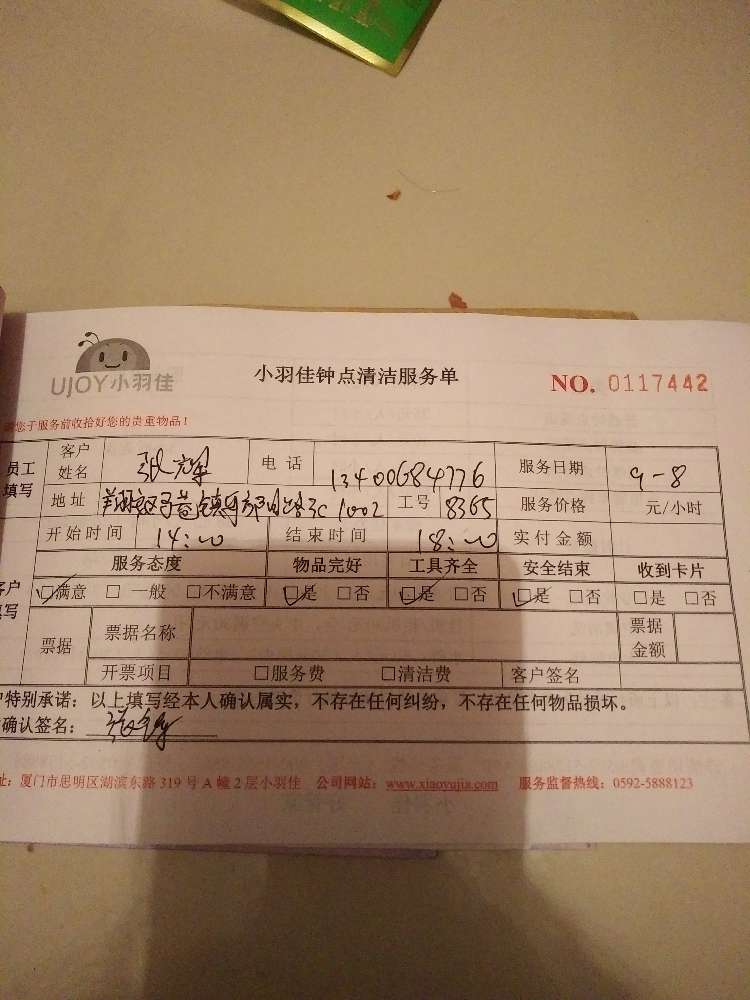 UJOY小羽佳
小羽佳钟点清洁服务单
NO. 0117442
您于服务前收拾好您的贵重物品！
员工填写 客户姓名 张 电话 13400684776 服务日期 9-8
地址 3C 1002 工号 8365 服务价格 元/小时
开始时间 14:00 结束时间 18:00 实付金额
客户填写 服务态度 物品完好 工具齐全 安全结束 收到卡片
☑满意 □一般 □不满意 ☑是 □否 ☑是 □否 ☑是 □否 □是 □否
票据 票据名称 票据金额
开票项目 □服务费 □清洁费 客户签名
户特别承诺：以上填写经本人确认属实，不存在任何纠纷，不存在任何物品损坏。
确认签名：
址：厦门市思明区湖滨东路 319 号 A 幢 2 层小羽佳 公司网站：www.xiaoyujia.com 服务监督热线：0592-5888123